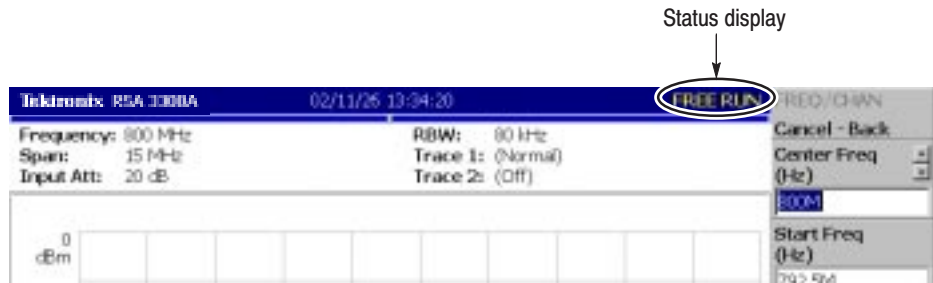 Status display
Tektronix RSA 3308A 02/11/26 13:34:20 FREE RUN FREQ/CHAN
Cancel - Back
Frequency: 800 MHz RBW: 80 kHz
Span: 15 MHz Trace 1: (Normal)
Input Att: 20 dB Trace 2: (Off)
Center Freq
(Hz)
800M
Start Freq
(Hz)
792.5M
0
dBm